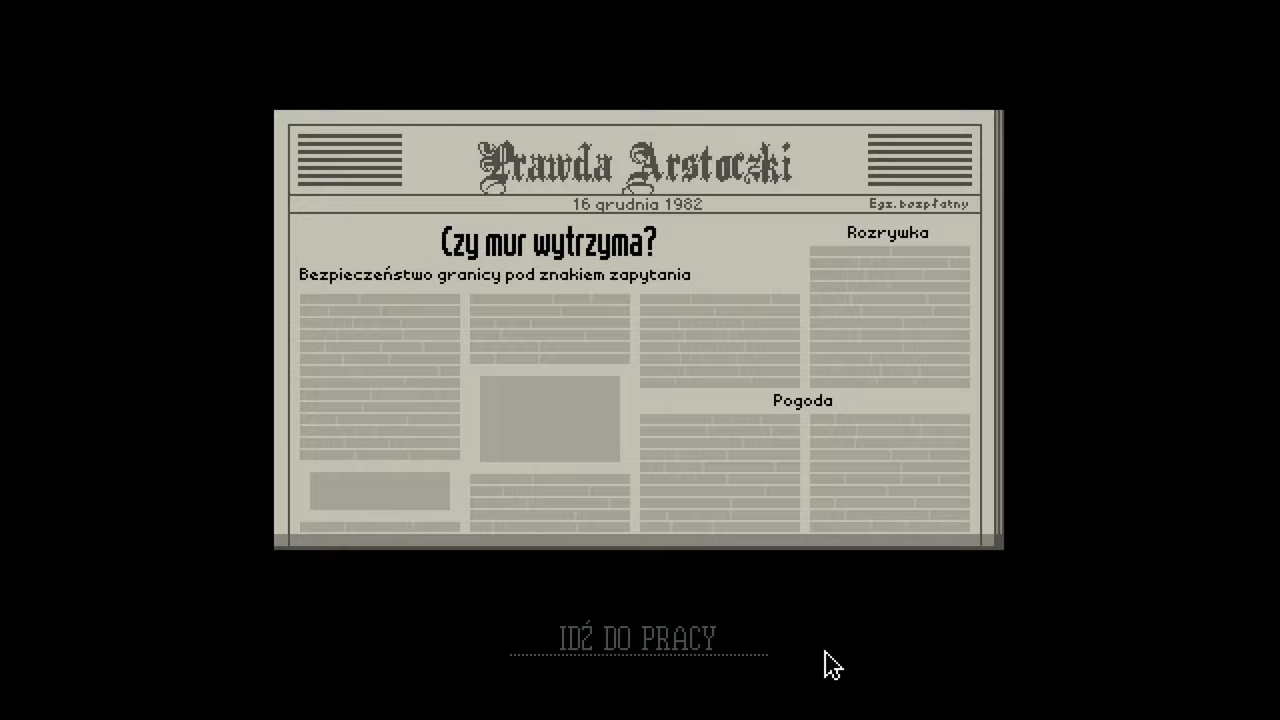 Prawda Arstoczki
16 grudnia 1982
Egz. bezpłatny
Czy mur wytrzyma?
Bezpieczeństwo granicy pod znakiem zapytania
Rozrywka
Pogoda
IDŹ DO PRACY